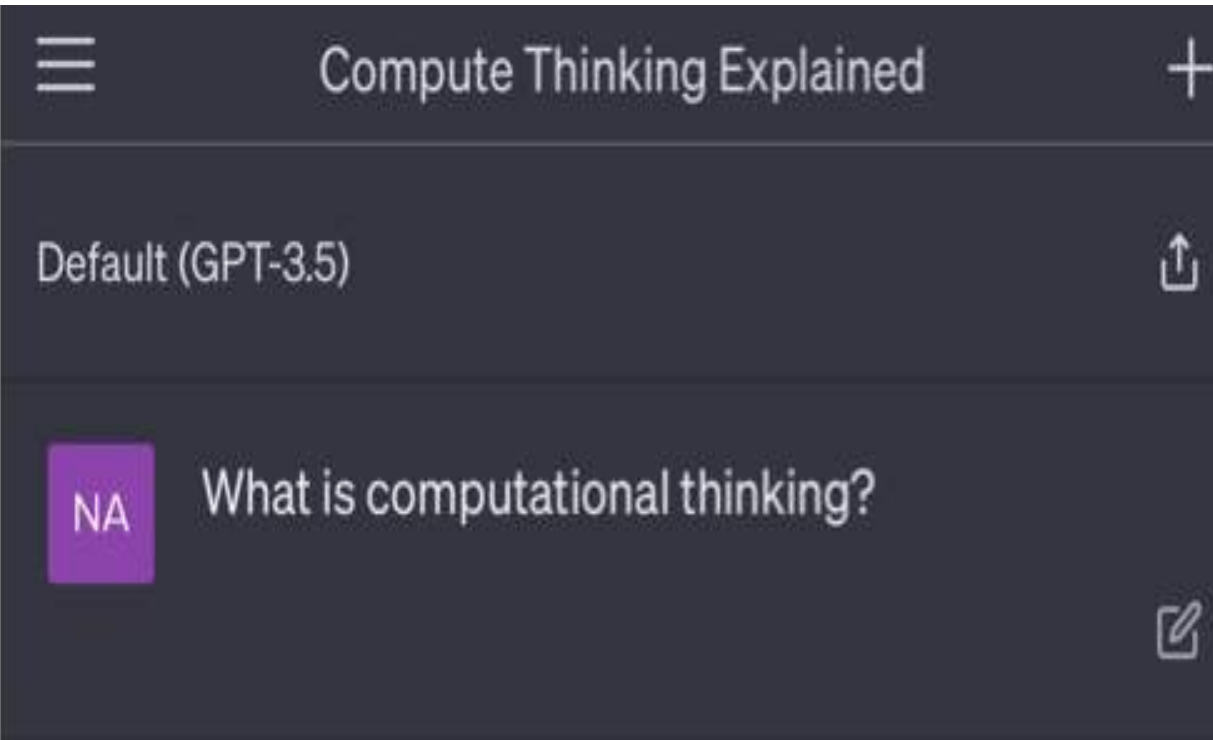 Compute Thinking Explained
Default (GPT-3.5)
NA
What is computational thinking?